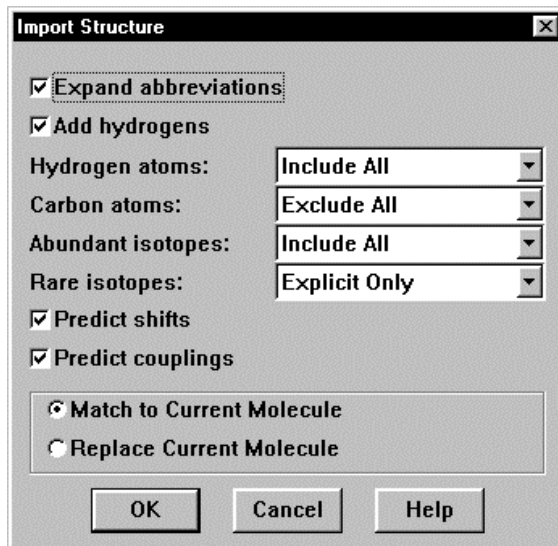 Import Structure
Expand abbreviations
Add hydrogens
Hydrogen atoms: Include All
Carbon atoms: Exclude All
Abundant isotopes: Include All
Rare isotopes: Explicit Only
Predict shifts
Predict couplings
Match to Current Molecule
Replace Current Molecule
OK Cancel Help